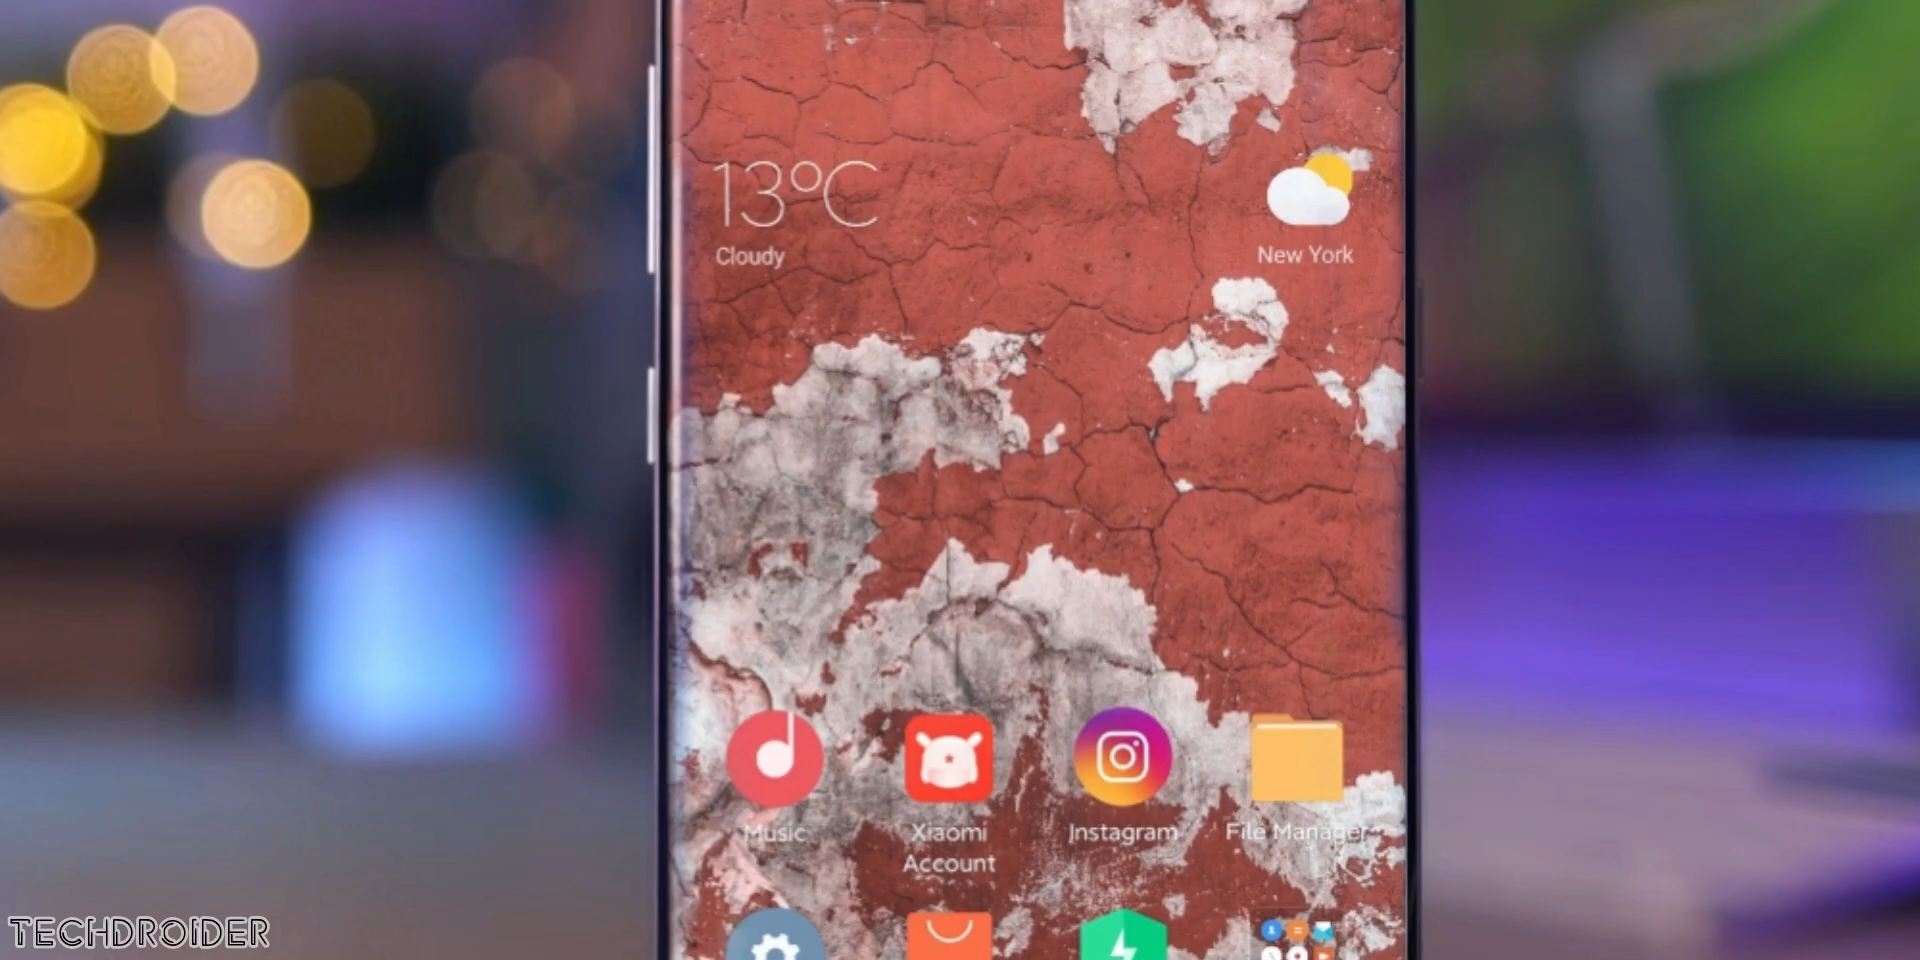 13°C
Cloudy
New York
Music
Xiaomi
Account
Instagram
File Manager
TECHDROIDER